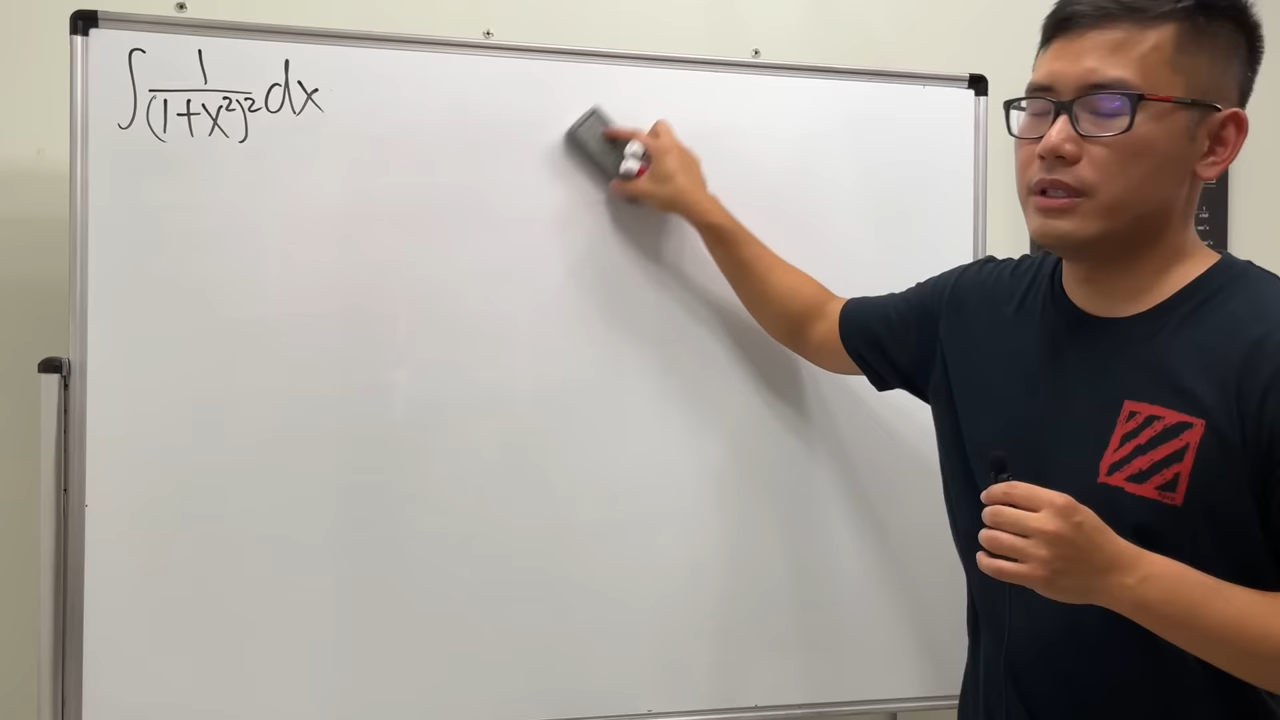 ∫ 1/(1+x²)² dx